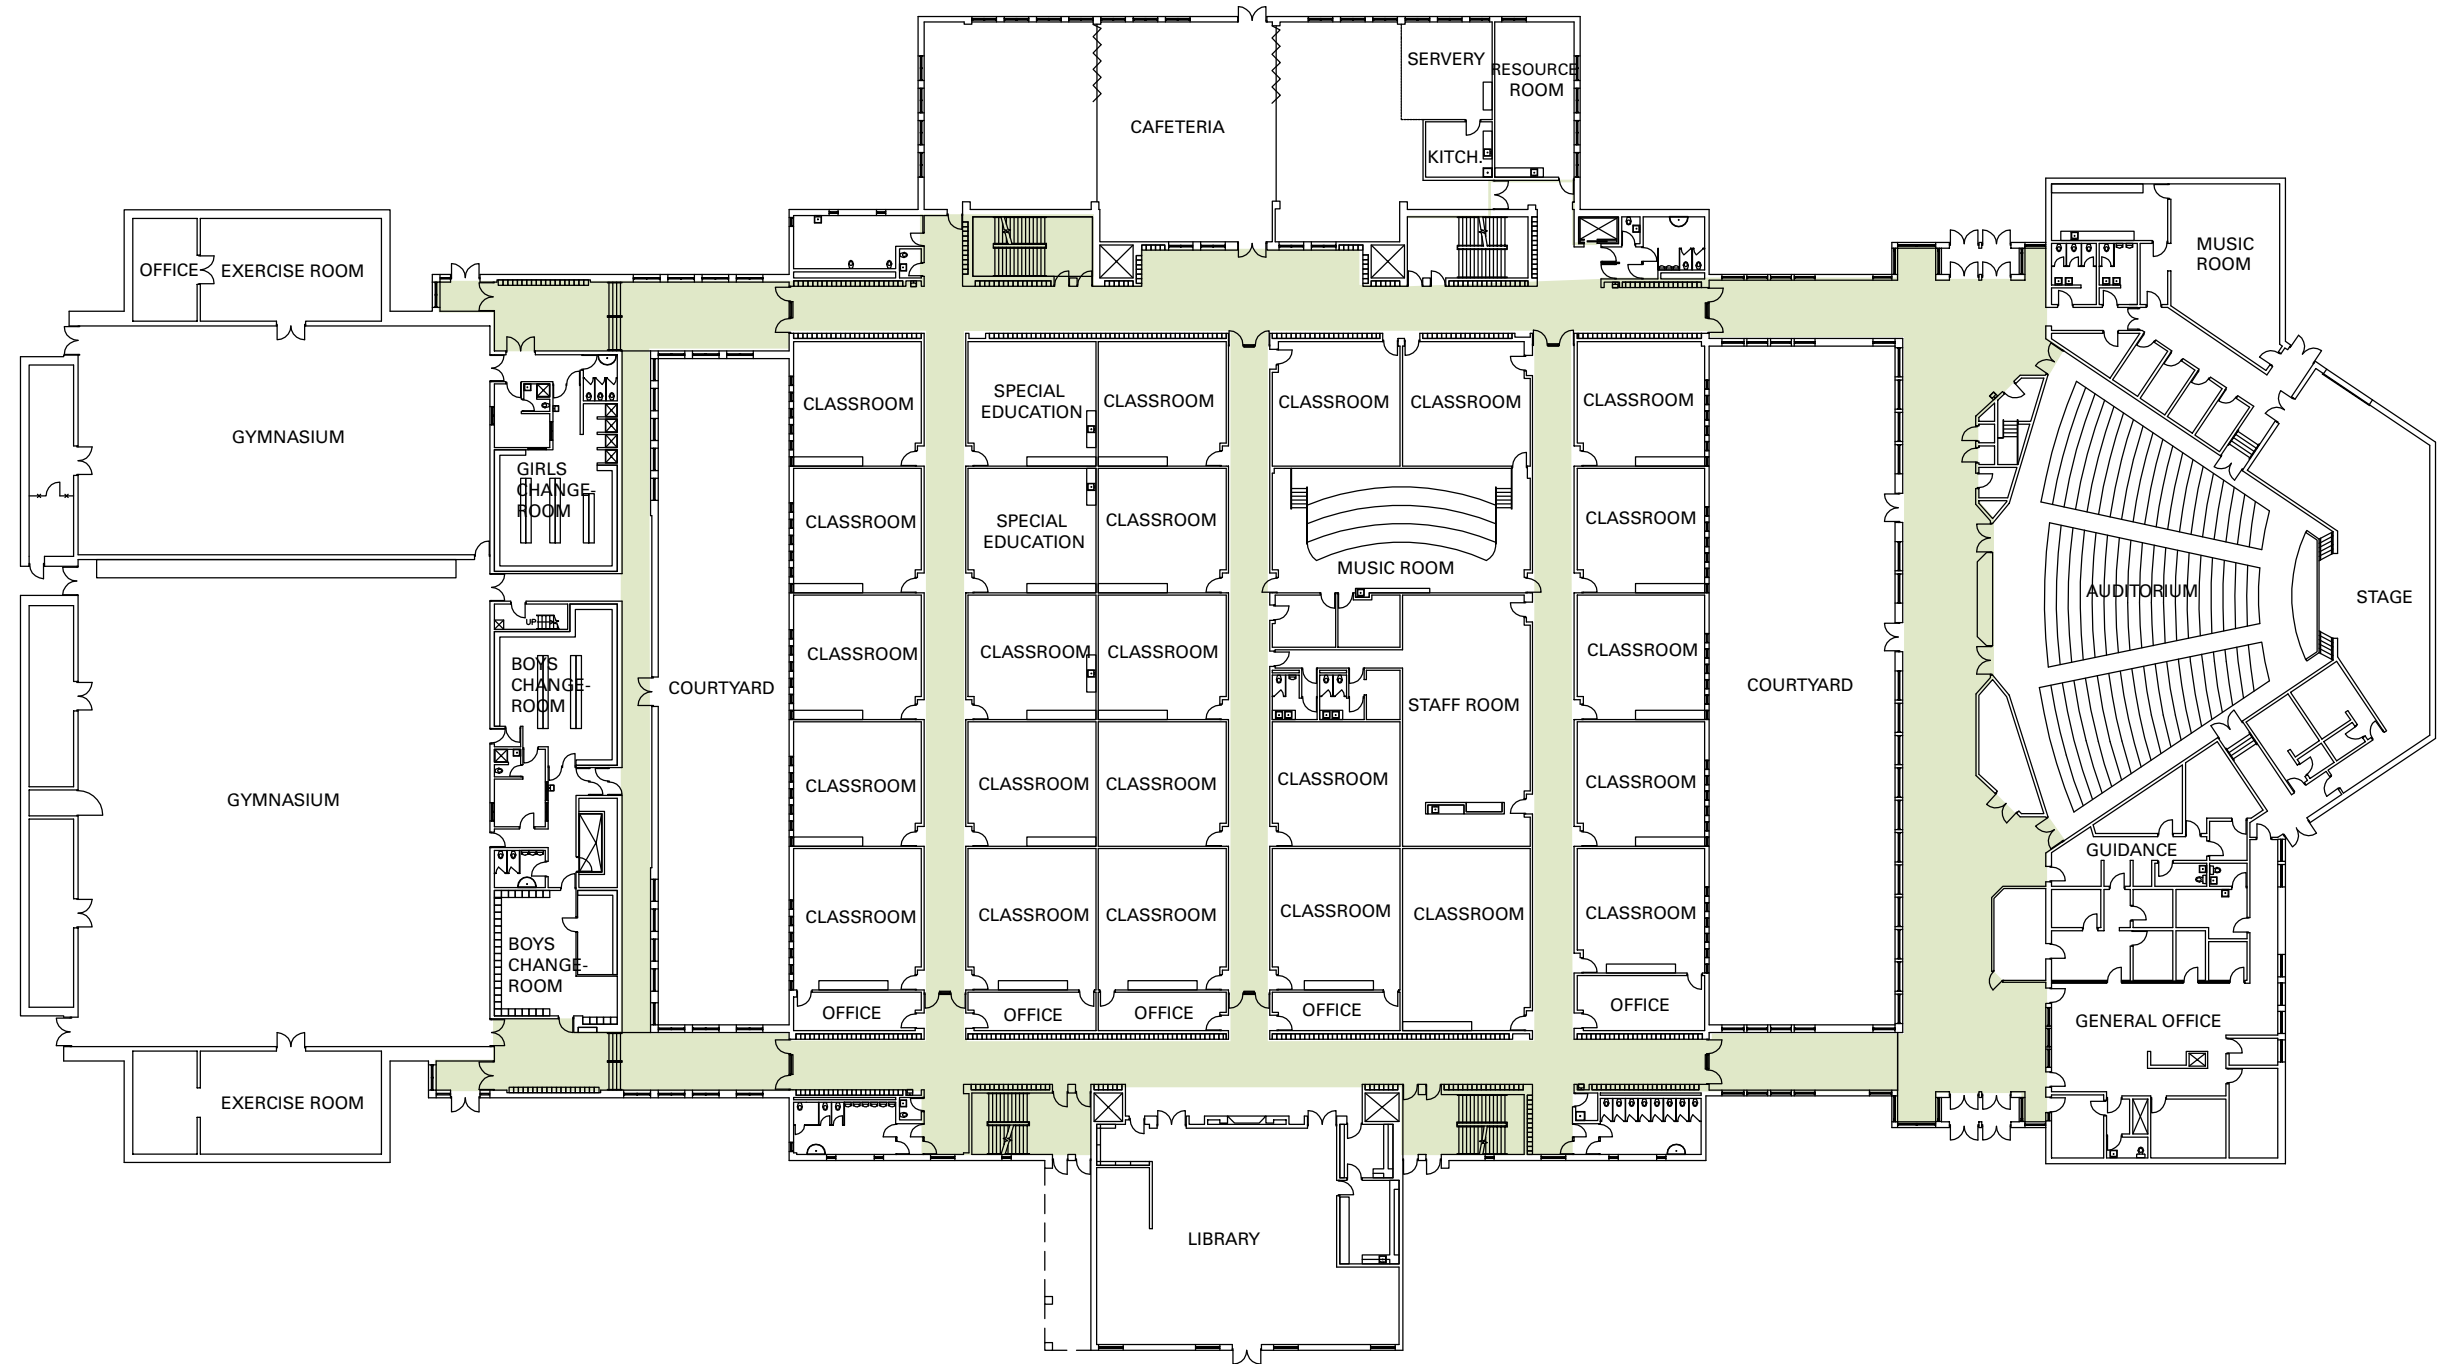 SERVERY
RESOURCE
ROOM
CAFETERIA
KITCH.
OFFICE
EXERCISE ROOM
MUSIC
ROOM
GYMNASIUM
GIRLS
CHANGE-
ROOM
CLASSROOM
SPECIAL
EDUCATION
CLASSROOM
CLASSROOM
CLASSROOM
CLASSROOM
CLASSROOM
SPECIAL
EDUCATION
CLASSROOM
MUSIC ROOM
CLASSROOM
AUDITORIUM
STAGE
UP
BOYS
CHANGE-
ROOM
COURTYARD
CLASSROOM
CLASSROOM
CLASSROOM
STAFF ROOM
CLASSROOM
COURTYARD
GYMNASIUM
CLASSROOM
CLASSROOM
CLASSROOM
CLASSROOM
CLASSROOM
GUIDANCE
BOYS
CHANGE-
ROOM
CLASSROOM
CLASSROOM
CLASSROOM
CLASSROOM
CLASSROOM
CLASSROOM
OFFICE
OFFICE
OFFICE
OFFICE
OFFICE
GENERAL OFFICE
EXERCISE ROOM
LIBRARY